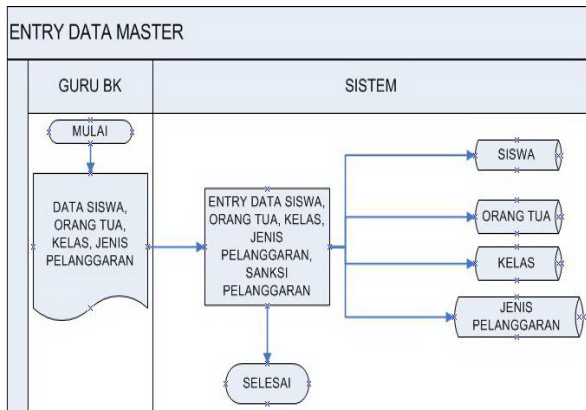 ENTRY DATA MASTER
GURU BK
SISTEM
MULAI
DATA SISWA,
ORANG TUA,
KELAS, JENIS
PELANGGARAN
ENTRY DATA SISWA,
ORANG TUA, KELAS,
JENIS
PELANGGARAN,
SANKSI
PELANGGARAN
SISWA
ORANG TUA
KELAS
JENIS
PELANGGARAN
SELESAI